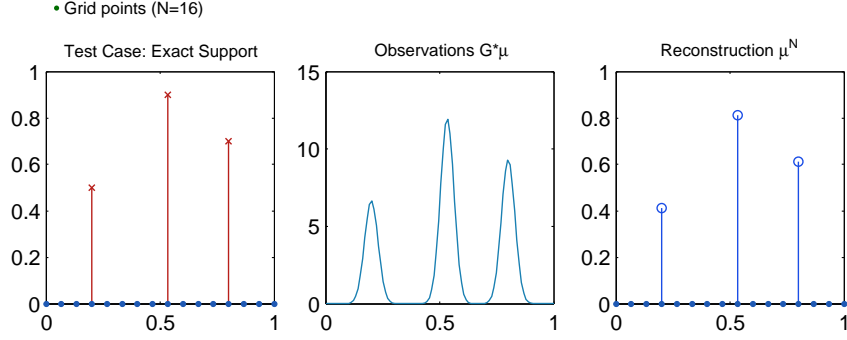 Grid points (N=16)
Test Case: Exact Support
1
0.8
0.6
0.4
0.2
0
0 0.5 1
Observations G*μ
15
10
5
0
0 0.5 1
Reconstruction μ^N
1
0.8
0.6
0.4
0.2
0
0 0.5 1